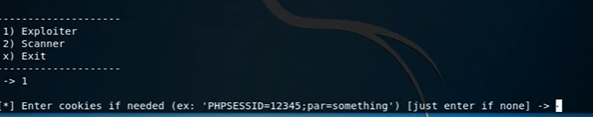 --------------------
1) Exploiter
2) Scanner
x) Exit
--------------------
-> 1
[*] Enter cookies if needed (ex: 'PHPSESSID=12345;par=something') [just enter if none] ->